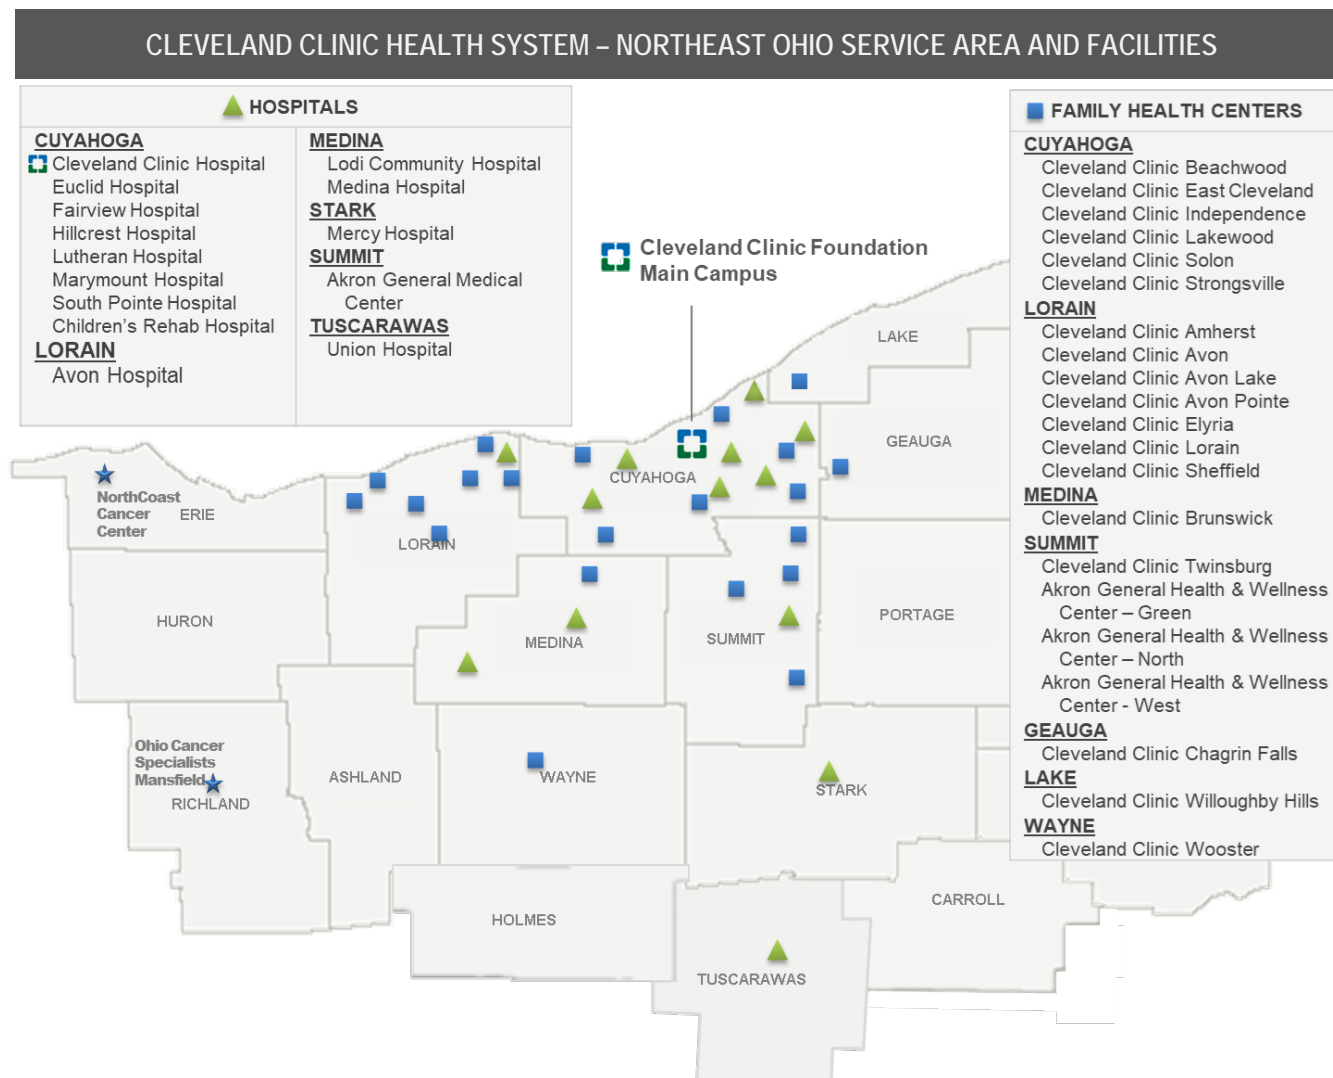 CLEVELAND CLINIC HEALTH SYSTEM – NORTHEAST OHIO SERVICE AREA AND FACILITIES
HOSPITALS
CUYAHOGA
Cleveland Clinic Hospital
Euclid Hospital
Fairview Hospital
Hillcrest Hospital
Lutheran Hospital
Marymount Hospital
South Pointe Hospital
Children's Rehab Hospital
LORAIN
Avon Hospital
MEDINA
Lodi Community Hospital
Medina Hospital
STARK
Mercy Hospital
SUMMIT
Akron General Medical
Center
TUSCARAWAS
Union Hospital
Cleveland Clinic Foundation
Main Campus
FAMILY HEALTH CENTERS
CUYAHOGA
Cleveland Clinic Beachwood
Cleveland Clinic East Cleveland
Cleveland Clinic Independence
Cleveland Clinic Lakewood
Cleveland Clinic Solon
Cleveland Clinic Strongsville
LORAIN
Cleveland Clinic Amherst
Cleveland Clinic Avon
Cleveland Clinic Avon Lake
Cleveland Clinic Avon Pointe
Cleveland Clinic Elyria
Cleveland Clinic Lorain
Cleveland Clinic Sheffield
MEDINA
Cleveland Clinic Brunswick
SUMMIT
Cleveland Clinic Twinsburg
Akron General Health & Wellness
Center – Green
Akron General Health & Wellness
Center – North
Akron General Health & Wellness
Center - West
GEAUGA
Cleveland Clinic Chagrin Falls
LAKE
Cleveland Clinic Willoughby Hills
WAYNE
Cleveland Clinic Wooster
LAKE
GEAUGA
CUYAHOGA
NorthCoast
Cancer
Center
ERIE
LORAIN
HURON
MEDINA
SUMMIT
PORTAGE
Ohio Cancer
Specialists
Mansfield
RICHLAND
ASHLAND
WAYNE
STARK
HOLMES
CARROLL
TUSCARAWAS